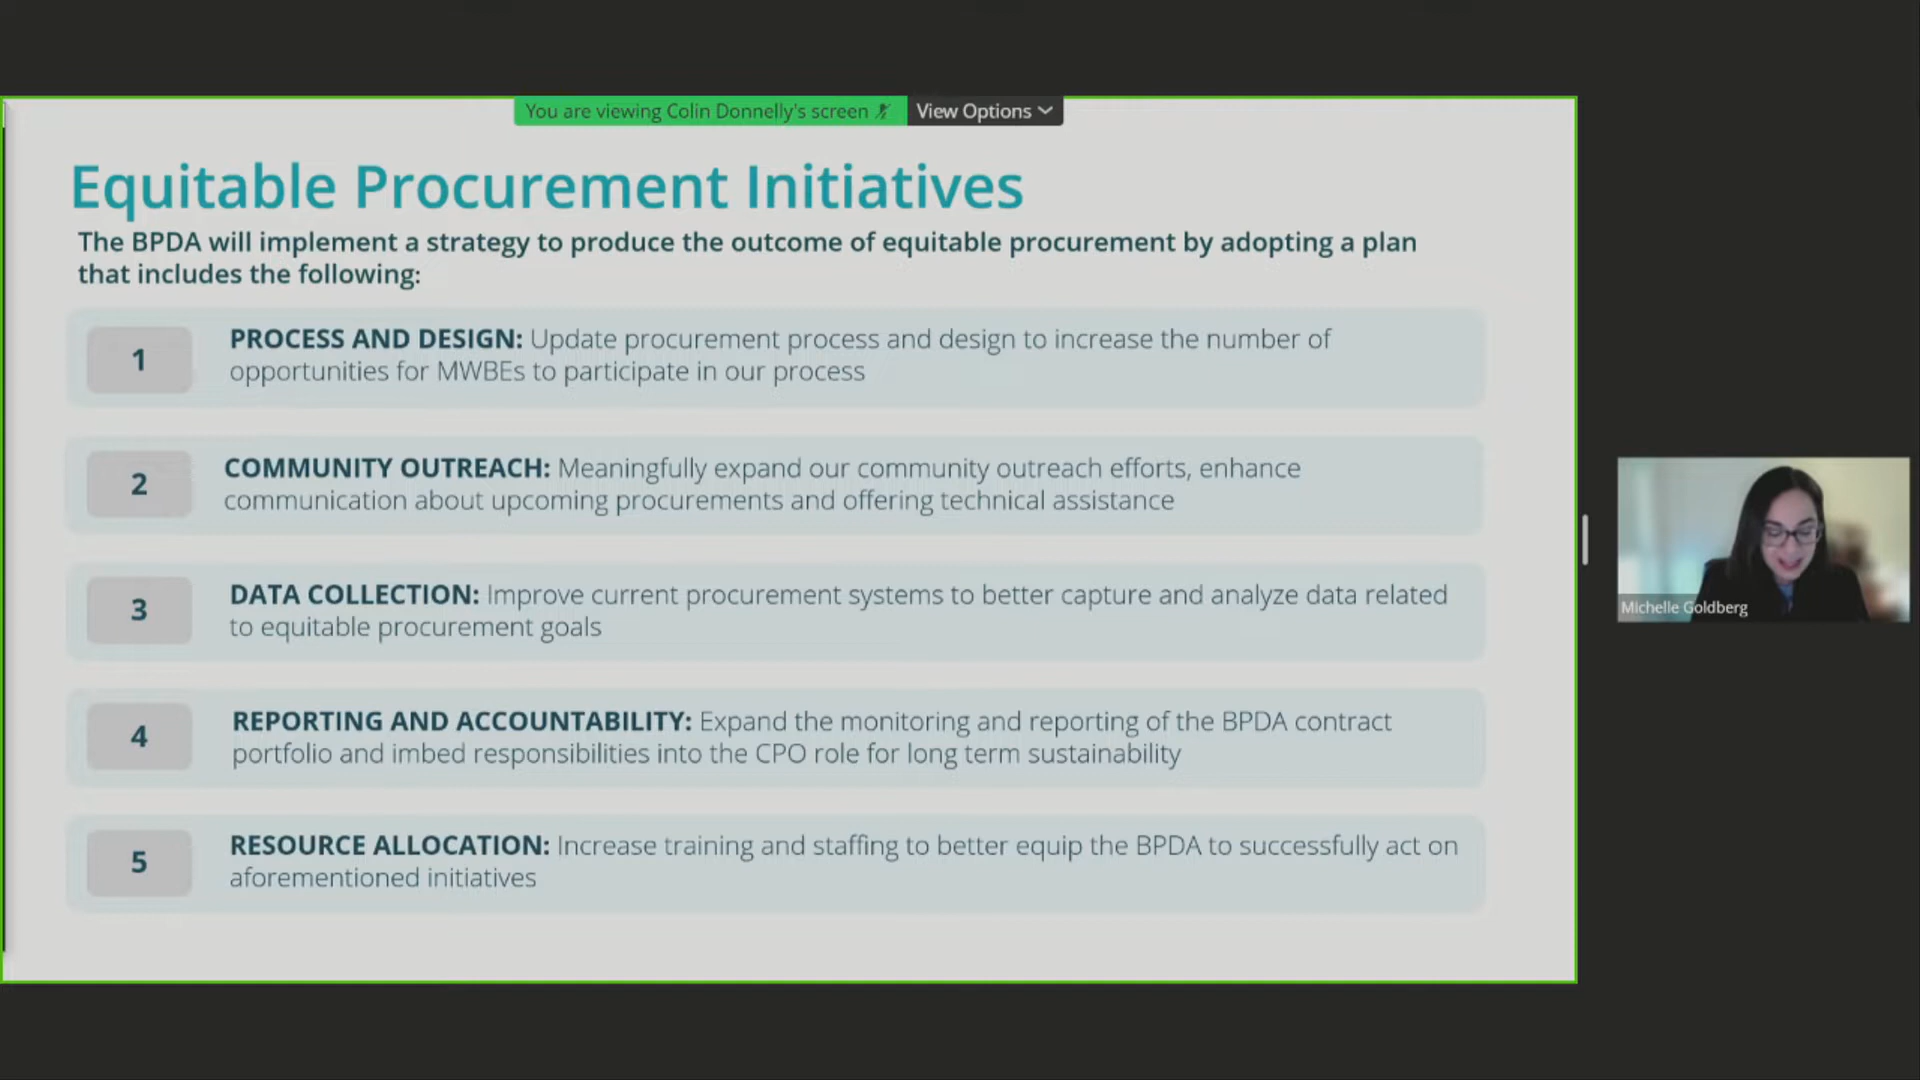 You are viewing Colin Donnelly's screen
View Options
Equitable Procurement Initiatives
The BPDA will implement a strategy to produce the outcome of equitable procurement by adopting a plan
that includes the following:
1
PROCESS AND DESIGN: Update procurement process and design to increase the number of
opportunities for MWBEs to participate in our process
2
COMMUNITY OUTREACH: Meaningfully expand our community outreach efforts, enhance
communication about upcoming procurements and offering technical assistance
3
DATA COLLECTION: Improve current procurement systems to better capture and analyze data related
to equitable procurement goals
4
REPORTING AND ACCOUNTABILITY: Expand the monitoring and reporting of the BPDA contract
portfolio and imbed responsibilities into the CPO role for long term sustainability
5
RESOURCE ALLOCATION: Increase training and staffing to better equip the BPDA to successfully act on
aforementioned initiatives
Michelle Goldberg